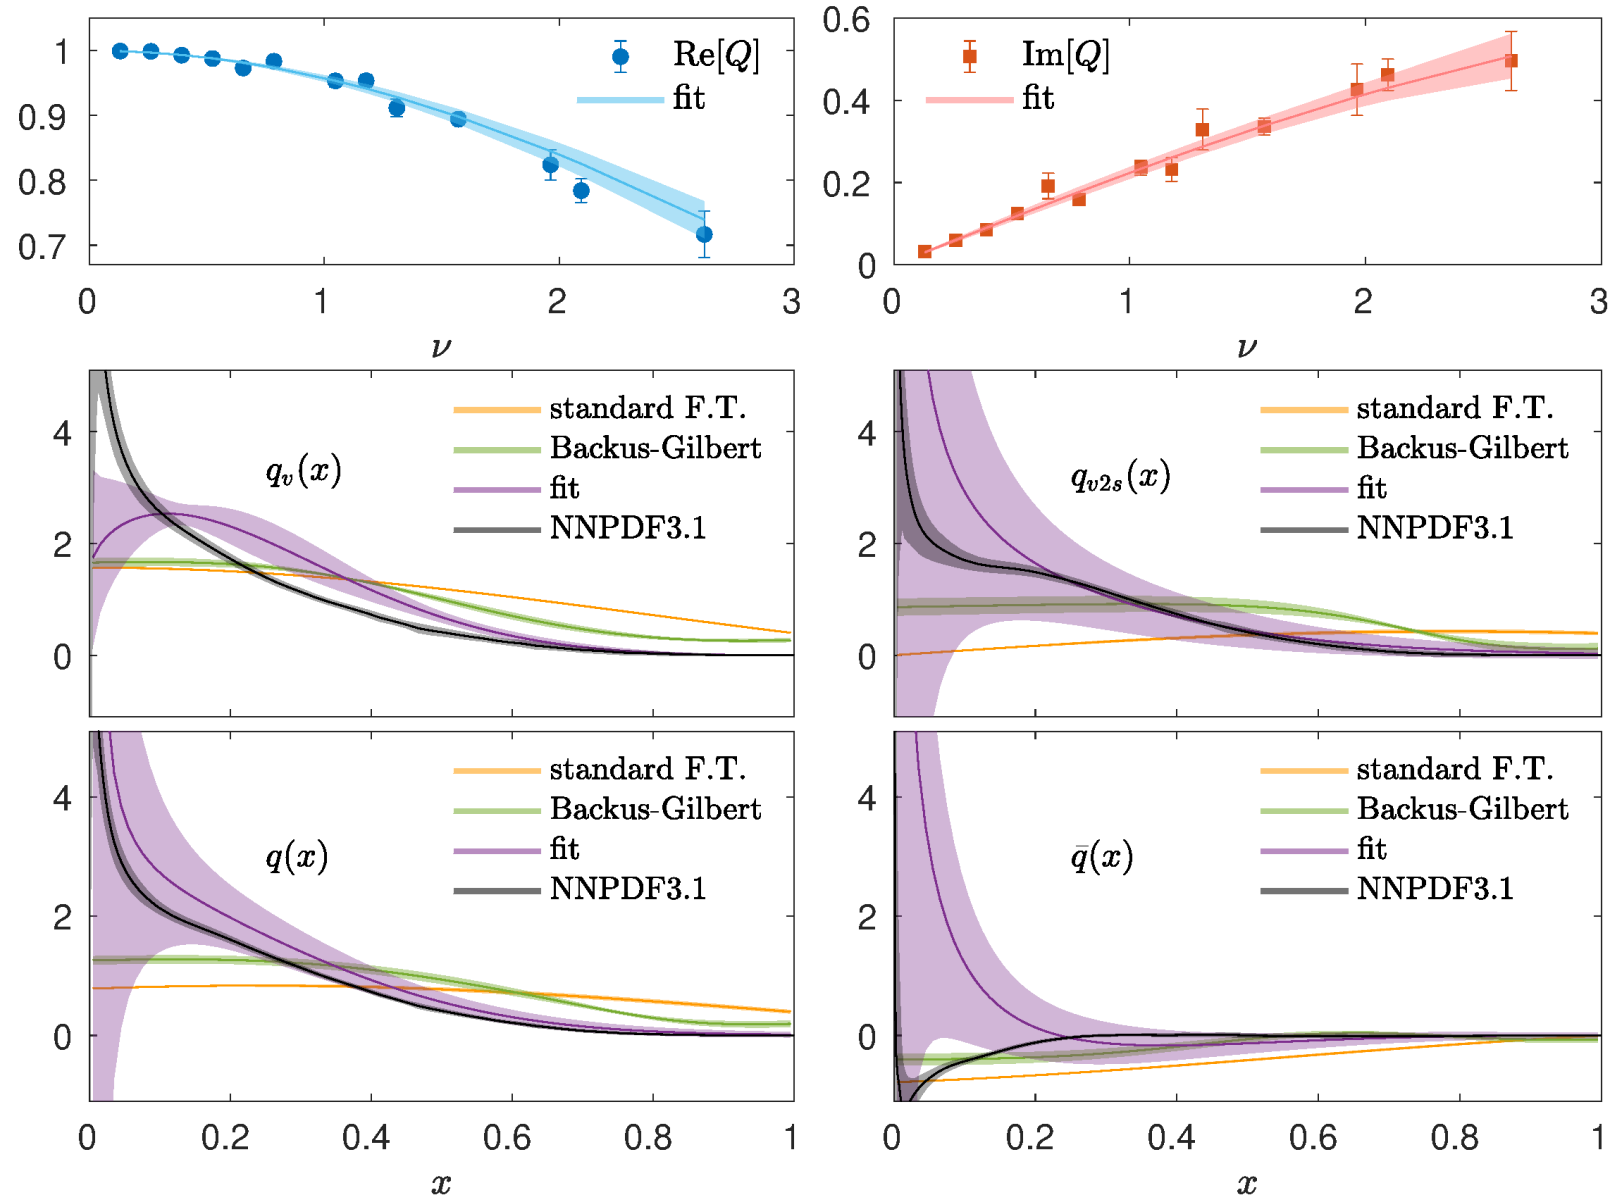 1
0.9
0.8
0.7
0
1
2
3
ν
Re[Q]
fit
0.6
0.4
0.2
0
0
1
2
3
ν
Im[Q]
fit
4
2
0
q_v(x)
standard F.T.
Backus-Gilbert
fit
NNPDF3.1
4
2
0
q_{v2s}(x)
standard F.T.
Backus-Gilbert
fit
NNPDF3.1
4
2
0
q(x)
standard F.T.
Backus-Gilbert
fit
NNPDF3.1
0
0.2
0.4
0.6
0.8
1
x
4
2
0
q̄(x)
standard F.T.
Backus-Gilbert
fit
NNPDF3.1
0
0.2
0.4
0.6
0.8
1
x